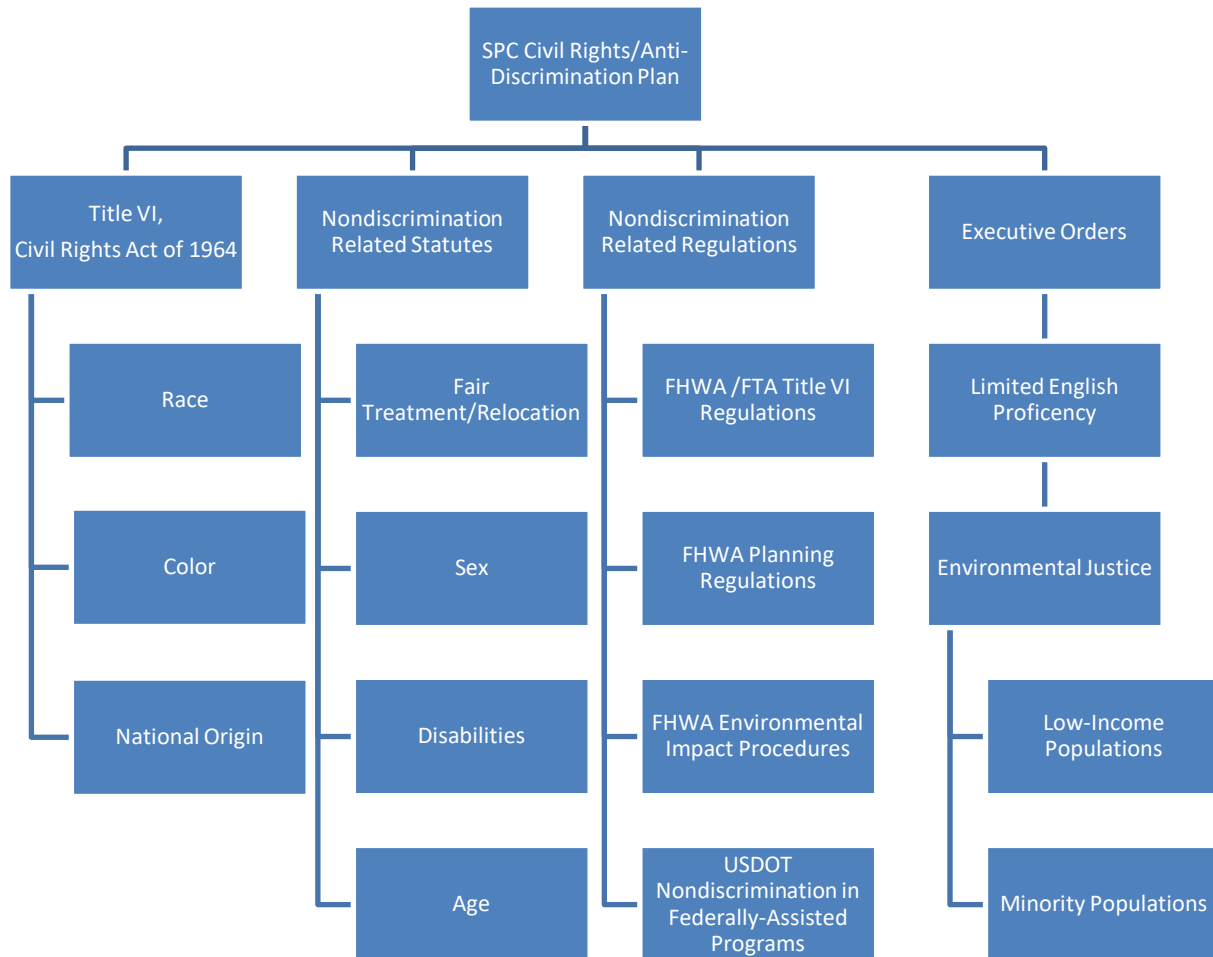 SPC Civil Rights/Anti-
Discrimination Plan
Title VI,
Civil Rights Act of 1964
Nondiscrimination
Related Statutes
Nondiscrimination
Related Regulations
Executive Orders
Race
Color
National Origin
Fair
Treatment/Relocation
Sex
Disabilities
Age
FHWA /FTA Title VI
Regulations
FHWA Planning
Regulations
FHWA Environmental
Impact Procedures
USDOT
Nondiscrimination in
Federally-Assisted
Programs
Limited English
Proficency
Environmental Justice
Low-Income
Populations
Minority Populations